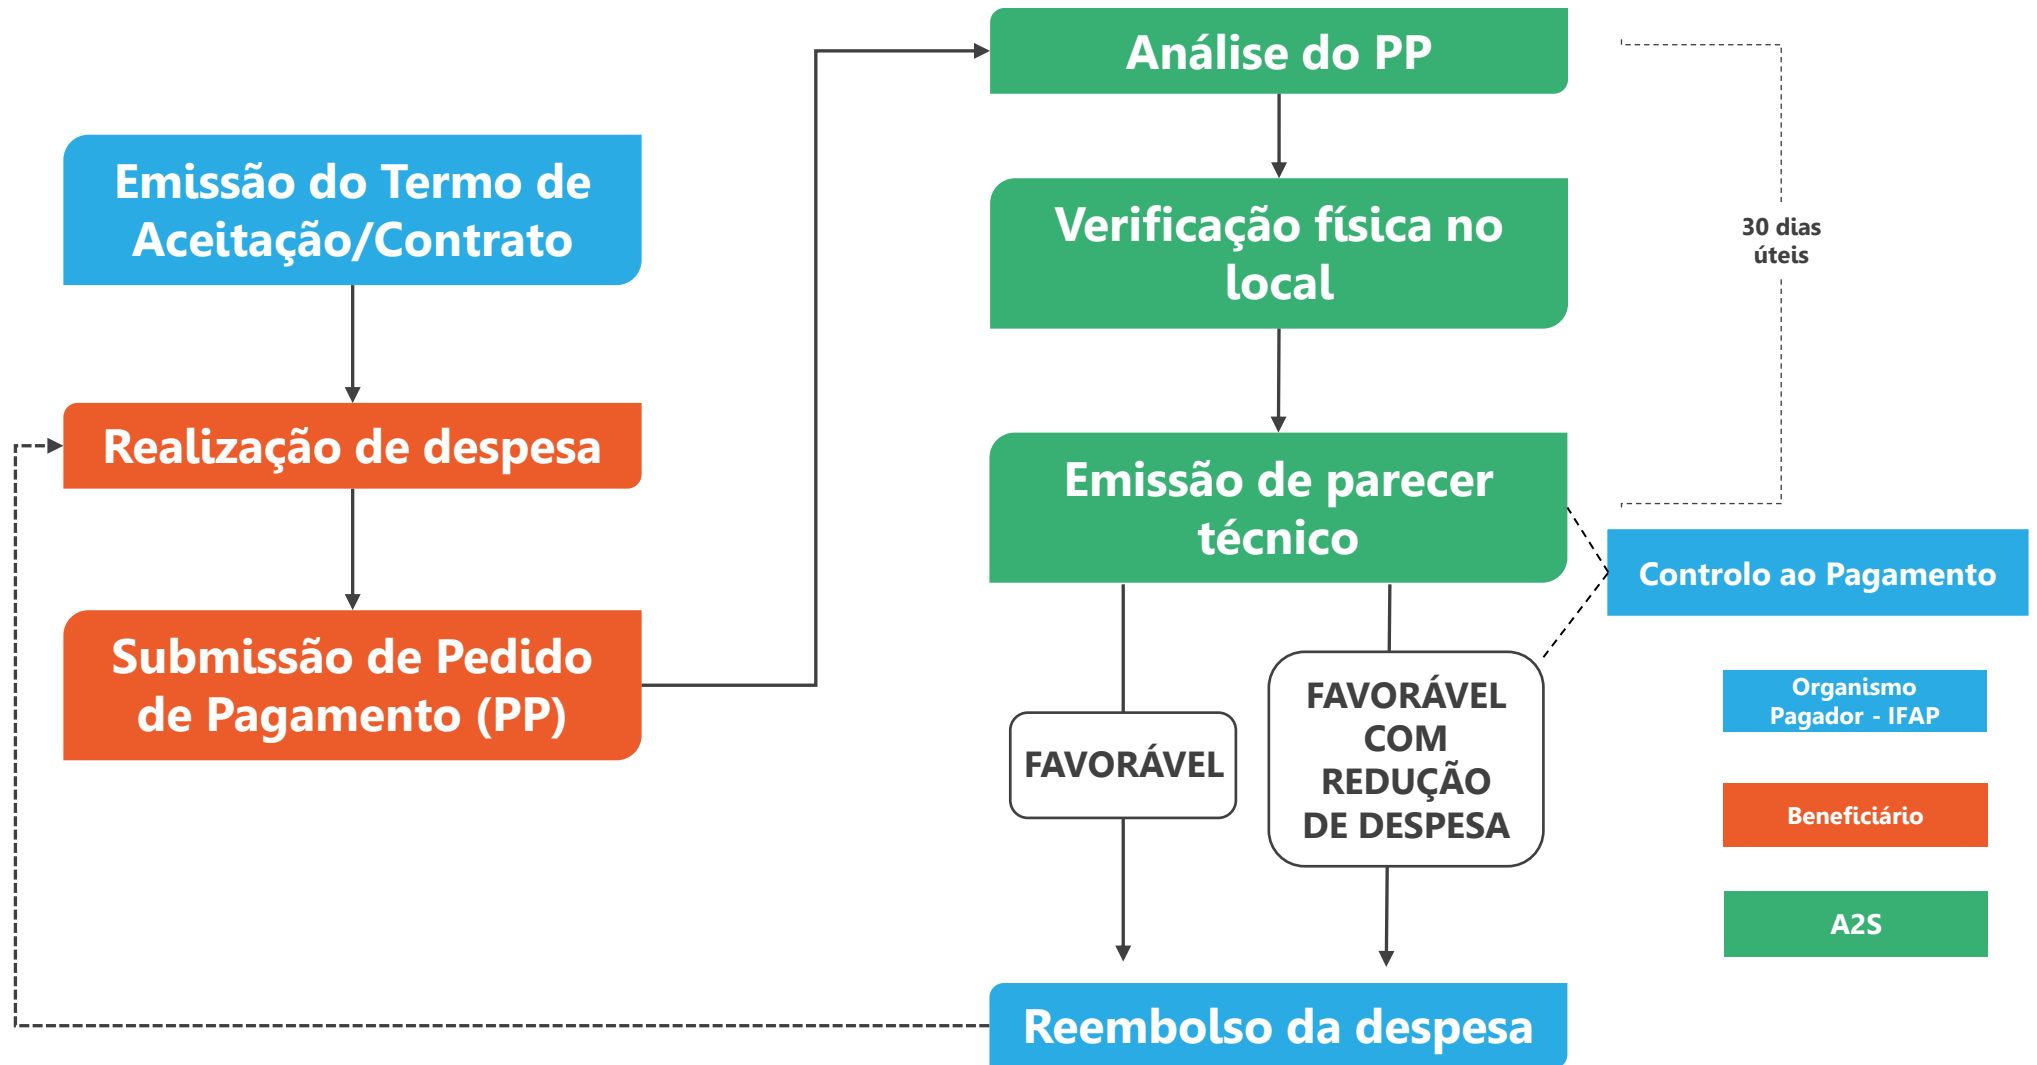 Emissão do Termo de
Aceitação/Contrato
Realização de despesa
Submissão de Pedido
de Pagamento (PP)
Análise do PP
Verificação física no
local
Emissão de parecer
técnico
FAVORÁVEL
FAVORÁVEL
COM
REDUÇÃO
DE DESPESA
Reembolso da despesa
30 dias
úteis
Controlo ao Pagamento
Organismo
Pagador - IFAP
Beneficiário
A2S